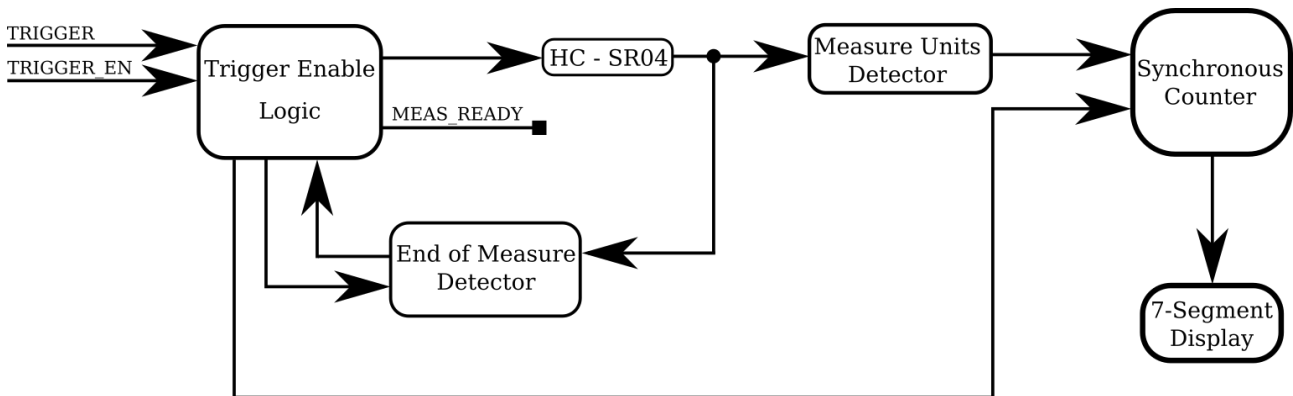 TRIGGER
TRIGGER_EN
Trigger Enable
Logic
HC - SR04
MEAS_READY
Measure Units
Detector
Synchronous
Counter
End of Measure
Detector
7-Segment
Display